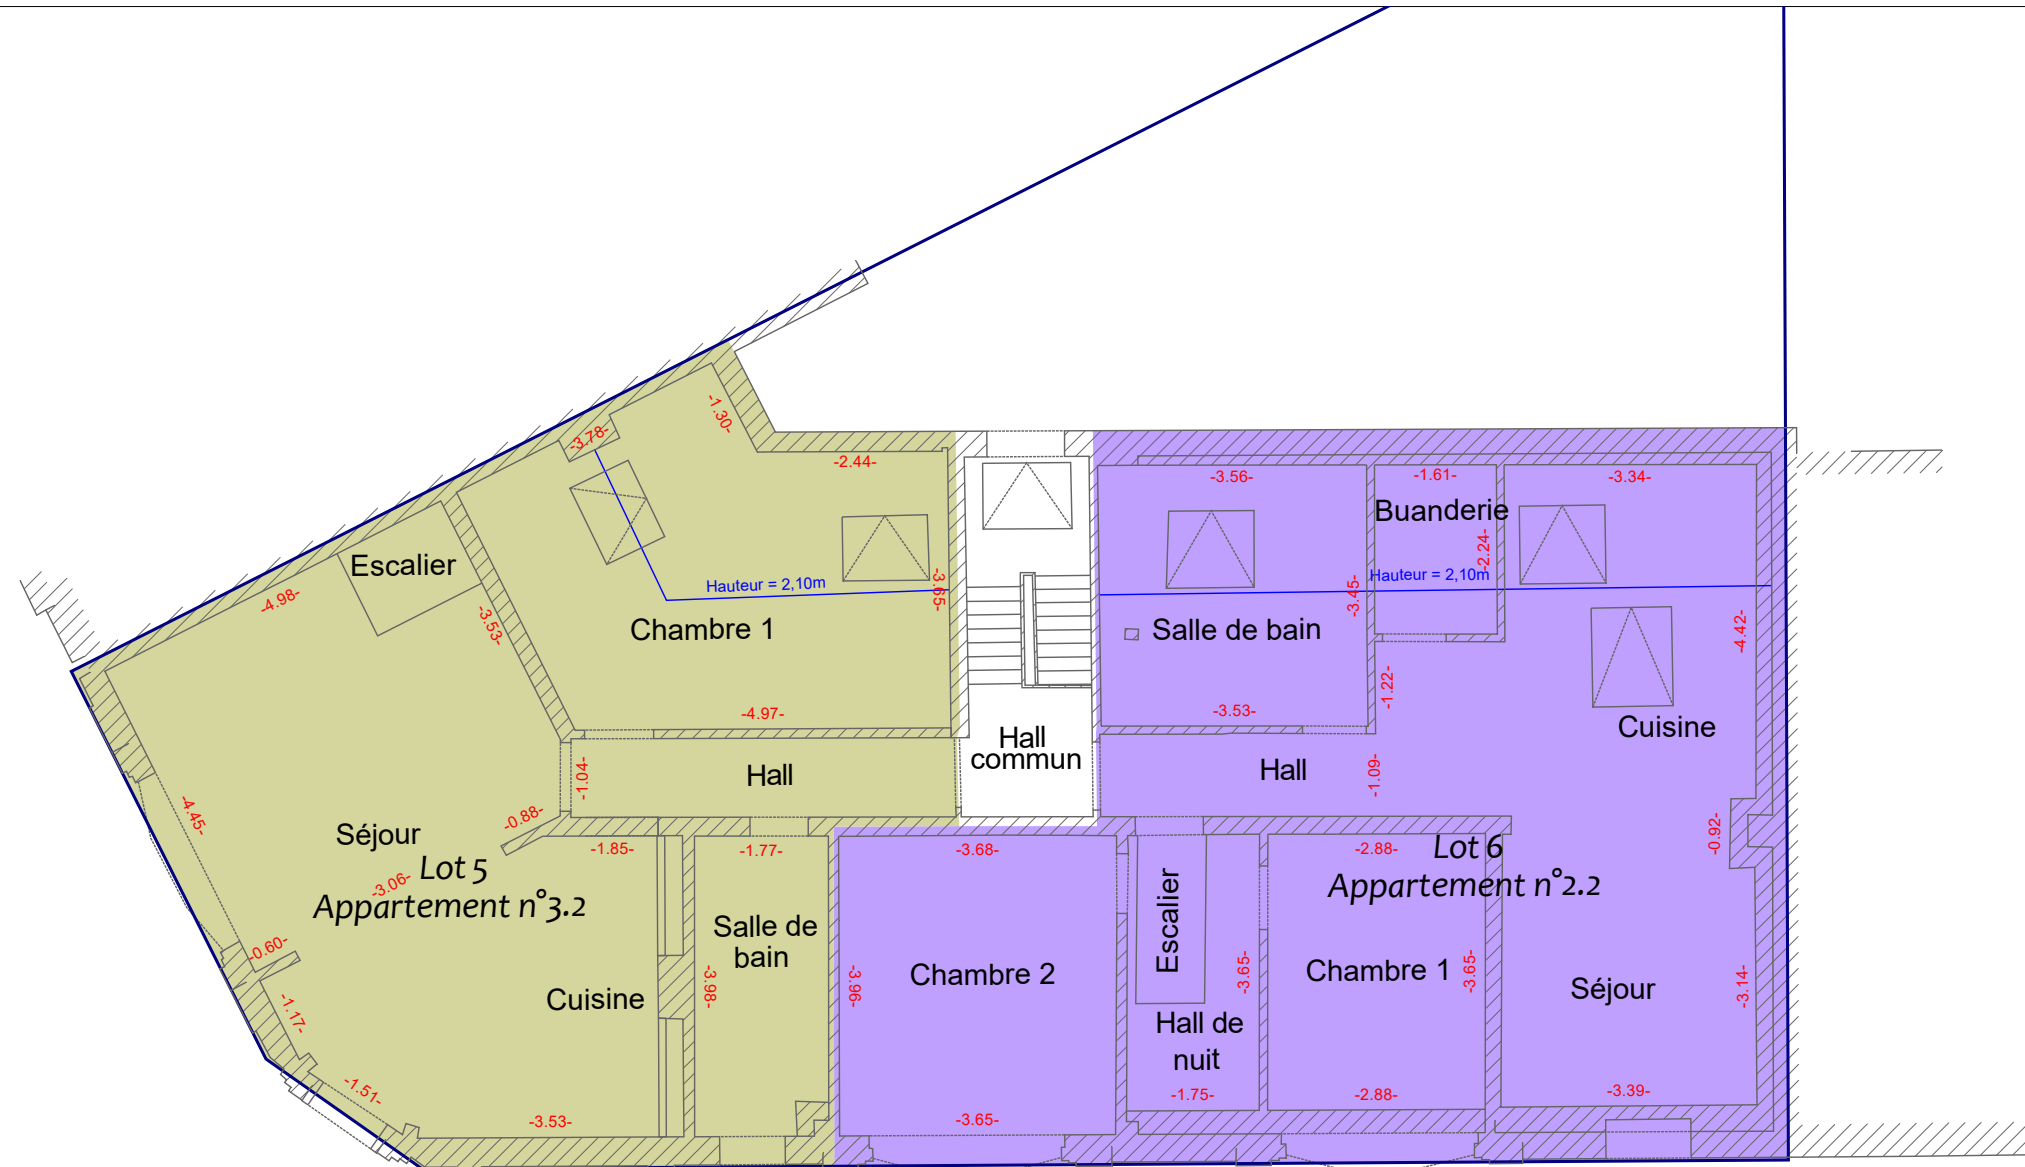 -1.30-
-3.78-
-2.44-
-3.56-
-1.61-
-3.34-
Buanderie
-2.24-
Escalier
-4.98-
-3.53-
Hauteur = 2,10m
-3.65-
Chambre 1
-3.45-
Hauteur = 2,10m
Salle de bain
-4.42-
-1.22-
-4.97-
-3.53-
Cuisine
Hall
commun
-1.04-
Hall
Hall
-1.09-
-4.45-
-0.88-
Séjour
-1.85-
-1.77-
-3.68-
-2.88-
-0.92-
Lot 5
-3.06-
Appartement n°3.2
Lot 6
Appartement n°2.2
Salle de
bain
-3.98-
-3.96-
Chambre 2
Escalier
-3.65-
Chambre 1
-3.65-
Séjour
-3.14-
-0.60-
-1.17-
Cuisine
Hall de
nuit
-1.51-
-3.53-
-3.65-
-1.75-
-2.88-
-3.39-